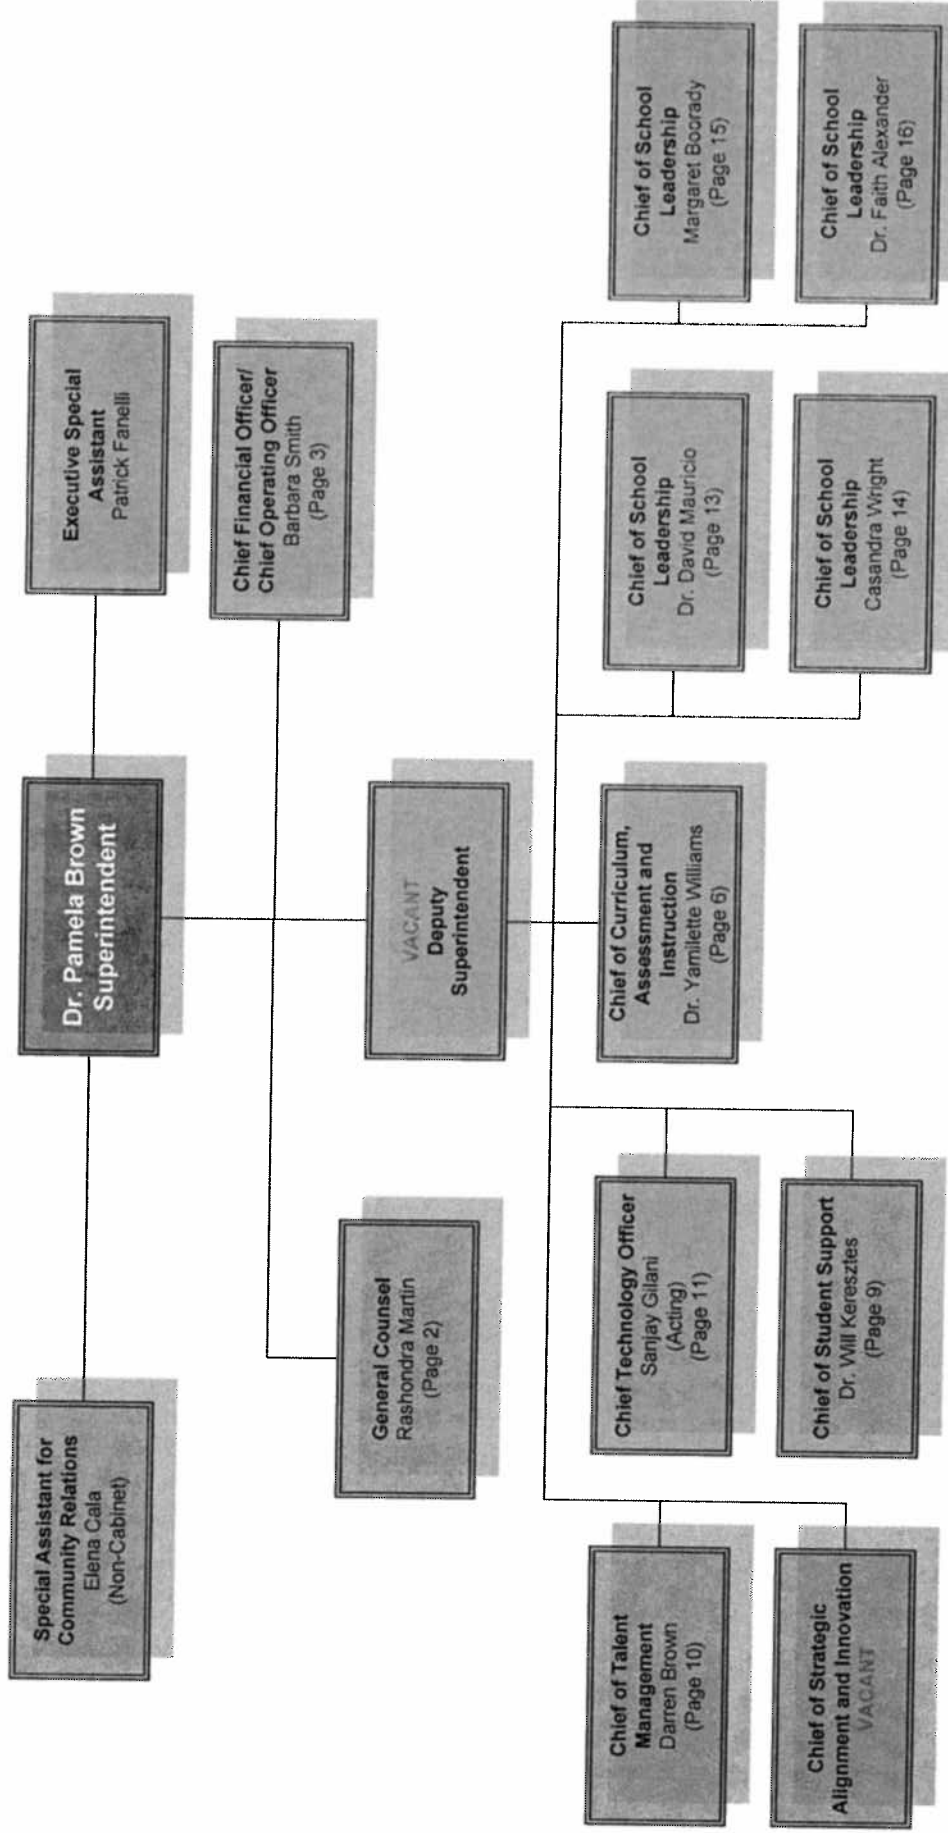 Dr. Pamela Brown
Superintendent
Special Assistant for
Community Relations
Elena Cala
(Non-Cabinet)
Executive Special
Assistant
Patrick Fanelli
General Counsel
Rashondra Martin
(Page 2)
Chief Financial Officer/
Chief Operating Officer
Barbara Smith
(Page 3)
VACANT
Deputy
Superintendent
Chief of Talent
Management
Darren Brown
(Page 10)
Chief of Strategic
Alignment and Innovation
VACANT
Chief Technology Officer
Sanjay Gilani
(Acting)
(Page 11)
Chief of Student Support
Dr. Will Keresztes
(Page 9)
Chief of Curriculum,
Assessment and
Instruction
Dr. Yamilette Williams
(Page 6)
Chief of School
Leadership
Dr. David Mauricio
(Page 13)
Chief of School
Leadership
Casandra Wright
(Page 14)
Chief of School
Leadership
Margaret Boorady
(Page 15)
Chief of School
Leadership
Dr. Faith Alexander
(Page 16)